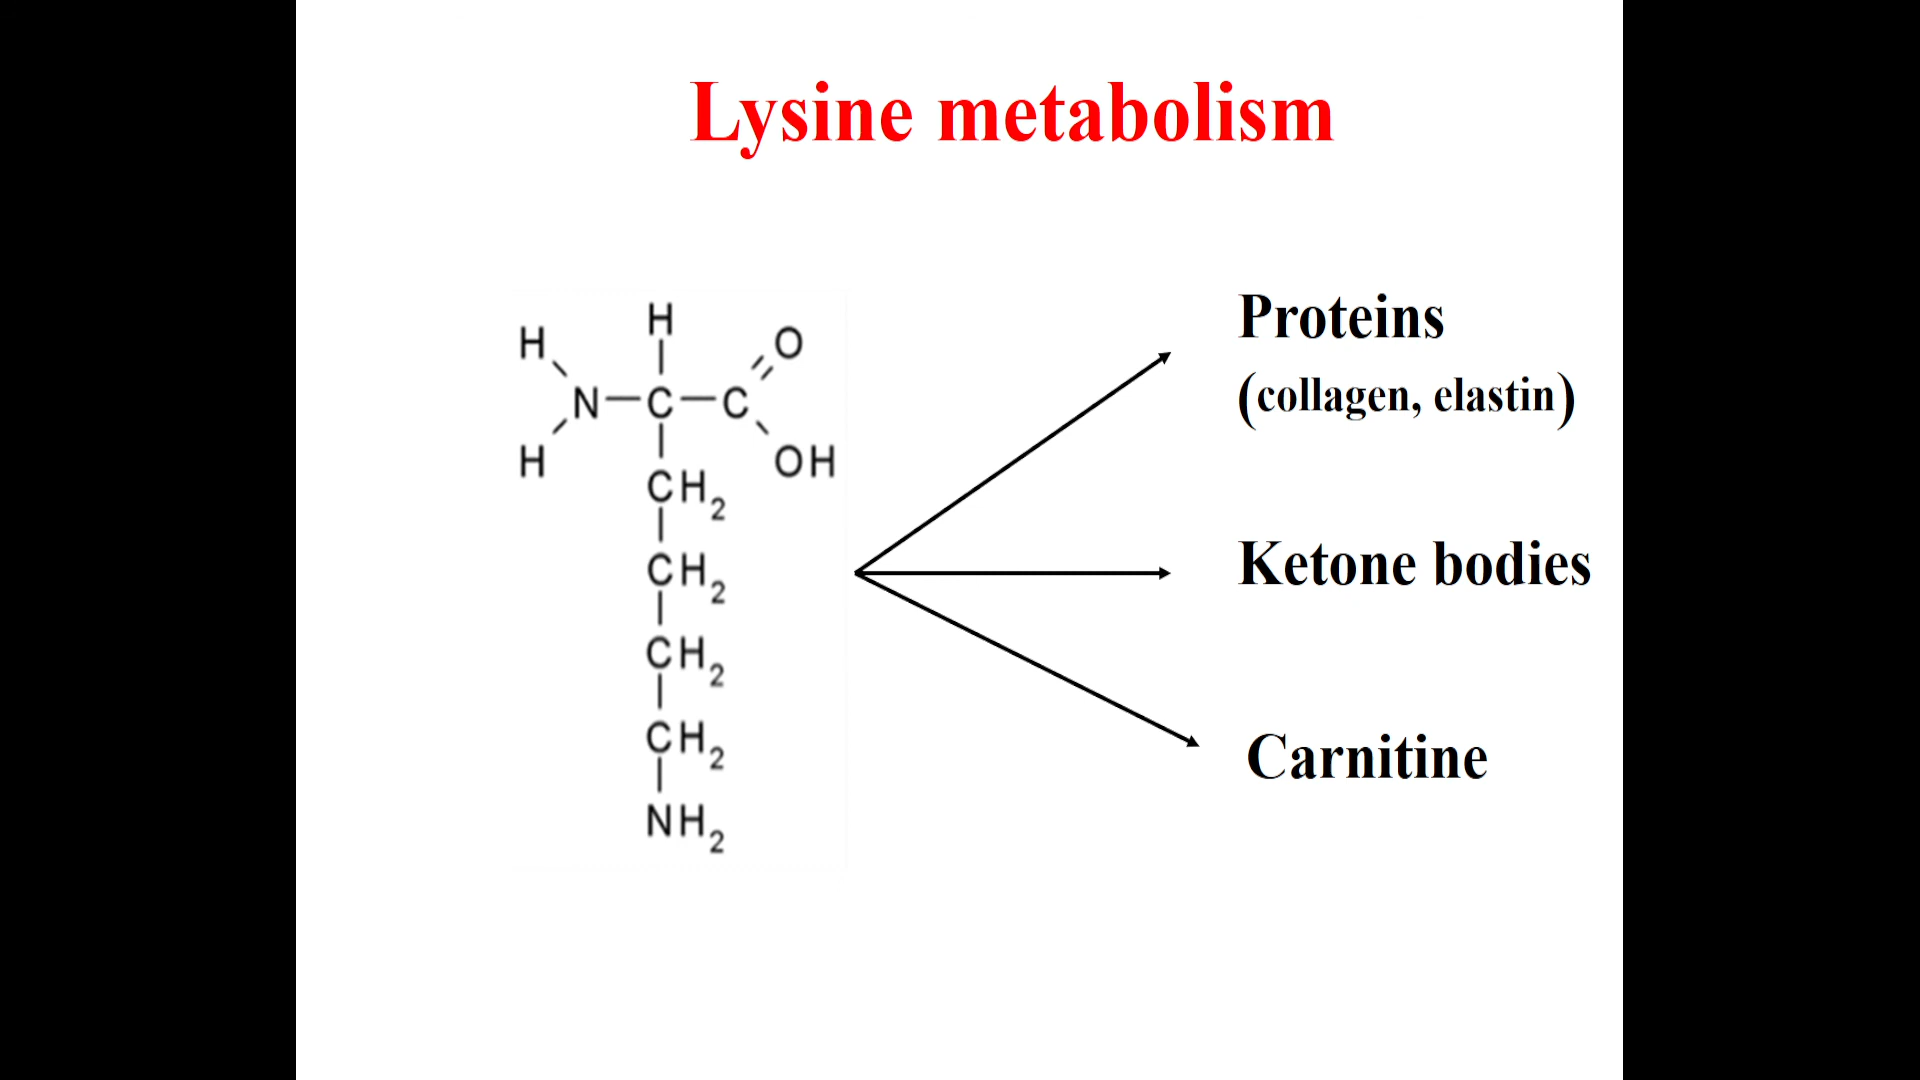 Lysine metabolism
H
H
O
N C C
H
OH
CH2
CH2
CH2
CH2
NH2
Proteins
(collagen, elastin)
Ketone bodies
Carnitine